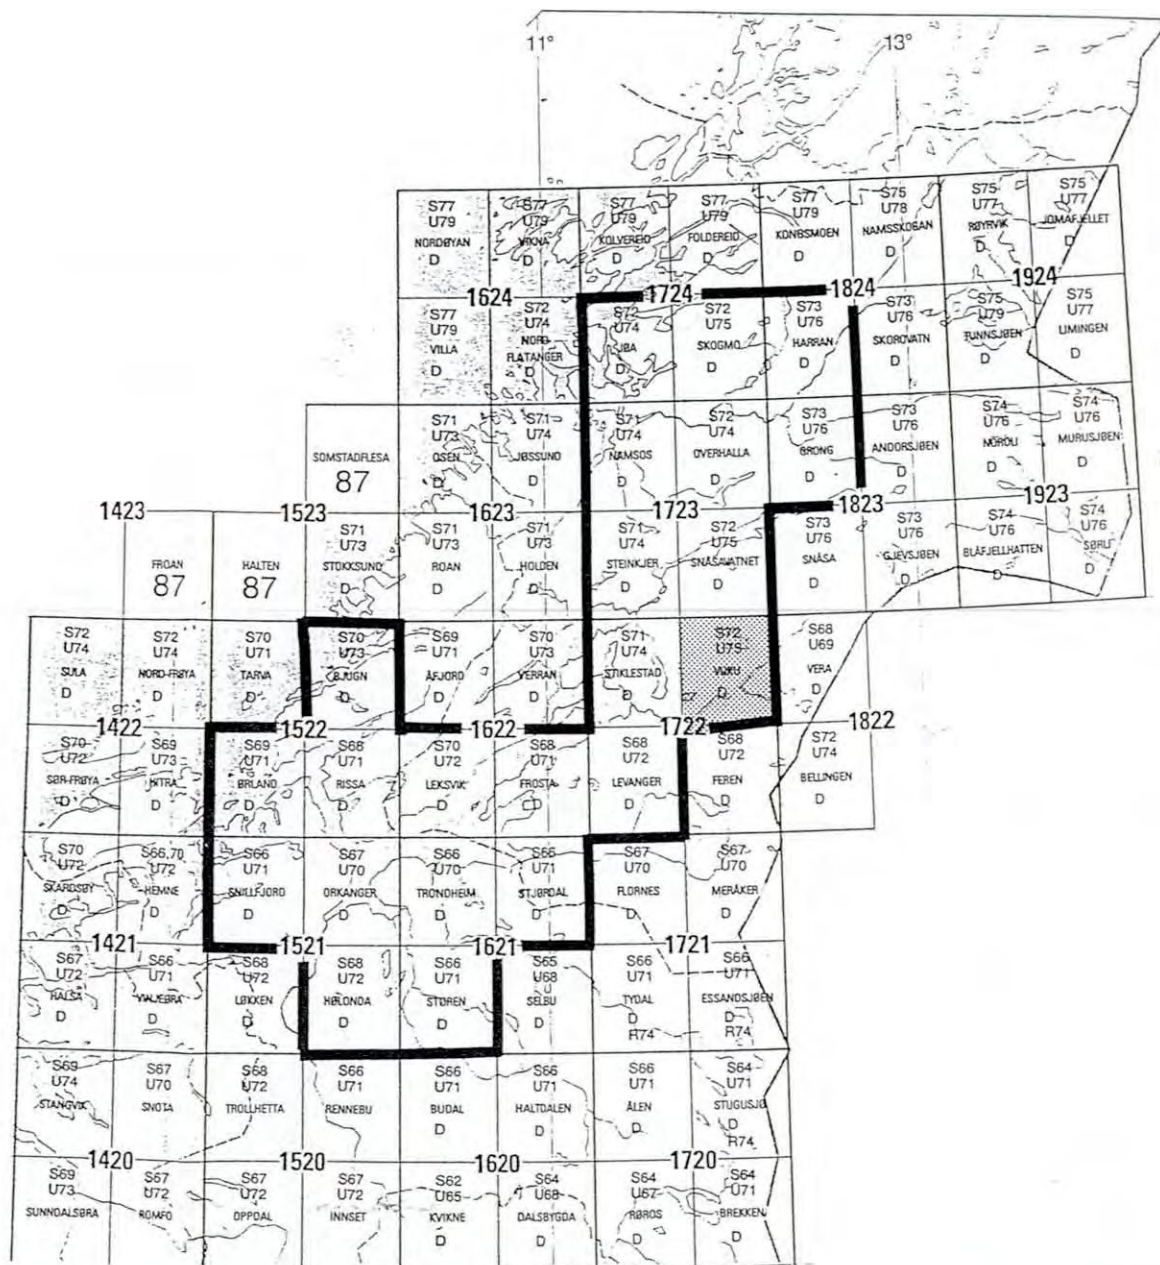 11°
13°
S77
U79
NORDØYAN
D
S77
U79
VIKNA
D
S77
U79
KOLVEREID
D
S77
U79
FOLDEREID
D
S77
U79
KONGSMOEN
D
S75
U78
NAMSSKOGAN
D
S75
U77
RØYRVIK
D
S75
U77
JOMAFJELLET
D
1624
1724
1824
1924
S77
U79
VILLA
D
S72
U74
NORD
FLATANGER
D
S72
U74
JØA
D
S72
U75
SKOGMO
D
S73
U76
HARRAN
D
S73
U76
SKOROVATN
D
S75
U79
TUNNSJØEN
D
S75
U77
LIMINGEN
D
SOMSTADFLESA
87
S71
U73
OSEN
D
S71
U74
JØSSUND
D
S71
U74
NAMSOS
D
S72
U74
OVERHALLA
D
S73
U76
GRONG
D
S73
U76
ANDORSJØEN
D
S74
U76
NORDLI
D
S74
U76
MURUSJØEN
D
1423
1523
1623
1723
1823
1923
FROAN
87
HALTEN
87
S71
U73
STOKKSUND
D
S71
U73
ROAN
D
S71
U73
HOLDEN
D
S71
U74
STEINKJER
D
S72
U75
SNÅSAVATNET
D
S73
U76
SNÅSA
D
S73
U76
GJEVSJØEN
D
S74
U76
BLÅFJELLHATTEN
D
S74
U76
SØRLI
D
S72
U74
SULA
D
S72
U74
NORD-FRØYA
D
S70
U71
TARVA
D
S70
U73
BJUGN
D
S69
U71
ÅFJORD
D
S70
U73
VERRAN
D
S71
U74
STIKLESTAD
D
S72
U75
VUKU
D
S68
U69
VERA
D
1422
1522
1622
1722
1822
S70
U72
SØR-FRØYA
D
S69
U73
HITRA
D
S69
U71
ØRLAND
D
S68
U71
RISSA
D
S70
U72
LEKSVIK
D
S68
U71
FROSTA
D
S68
U72
LEVANGER
D
S68
U72
FEREN
D
S72
U74
BELLINGEN
D
S70
U72
SKARDSØY
D
S66,70
U72
HEMNE
D
S66
U71
SNILLFJORD
D
S67
U70
ORKANGER
D
S66
U70
TRONDHEIM
D
S66
U71
STJØRDAL
D
S67
U70
FLORNES
D
S67
U70
MERÅKER
D
1421
1521
1621
1721
S67
U72
HALSA
D
S66
U71
VINJEØRA
D
S68
U72
LØKKEN
D
S68
U72
HØLONDA
D
S66
U71
STØREN
D
S65
U68
SELBU
D
S66
U71
TYDAL
D
R74
S66
U71
ESSANDSJØEN
D
R74
S69
U74
STANGVIK
S67
U70
SNOTA
S68
U72
TROLLHETTA
S66
U71
RENNEBU
S66
U71
BUDAL
D
S66
U71
HALTDALEN
D
S66
U71
ÅLEN
D
S64
U71
STUGUSJØ
D
R74
1420
1520
1620
1720
S69
U73
SUNNDALSØRA
S67
U72
ROMFO
S67
U72
OPPDAL
S67
U72
INNSET
S62
U65
KVIKNE
D
S64
U68
DALSBYGDA
D
S64
U67
RØROS
D
S64
U71
BREKKEN
D